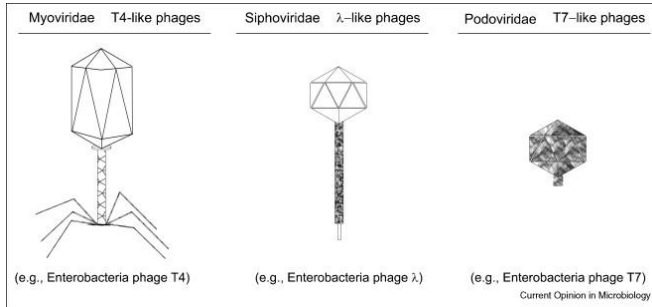 Myoviridae T4-like phages
Siphoviridae λ–like phages
Podoviridae T7–like phages
(e.g., Enterobacteria phage T4)
(e.g., Enterobacteria phage λ)
(e.g., Enterobacteria phage T7)
Current Opinion in Microbiology